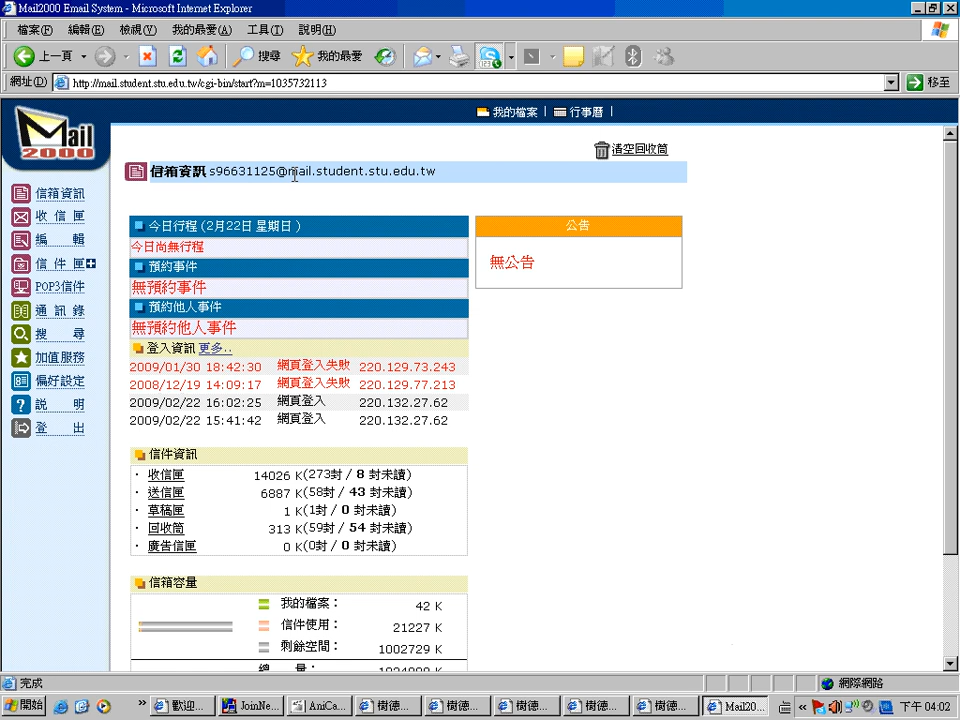 Mail2000 Email System - Microsoft Internet Explorer
檔案(F) 編輯(E) 檢視(V) 我的最愛(A) 工具(T) 說明(H)
上一頁 搜尋 我的最愛
網址(D) http://mail.student.stu.edu.tw/cgi-bin/start?m=1035732113 移至
我的檔案 | 行事曆 |
Mail 2000
清空回收筒
信箱資訊 s96631125@mail.student.stu.edu.tw
信箱資訊
收信匣
編輯
信件匣
POP3信件
通訊錄
搜尋
加值服務
偏好設定
說明
登出
今日行程 (2月22日 星期日 )
今日尚無行程
預約事件
無預約事件
預約他人事件
無預約他人事件
登入資訊 更多..
2009/01/30 18:42:30 網頁登入失敗 220.129.73.243
2008/12/19 14:09:17 網頁登入失敗 220.129.77.213
2009/02/22 16:02:25 網頁登入 220.132.27.62
2009/02/22 15:41:42 網頁登入 220.132.27.62
公告
無公告
信件資訊
· 收信匣 14026 K(273封 / 8 封未讀)
· 送信匣 6887 K(58封 / 43 封未讀)
· 草稿匣 1 K(1封 / 0 封未讀)
· 回收筒 313 K(59封 / 54 封未讀)
· 廣告信匣 0 K(0封 / 0 封未讀)
信箱容量
我的檔案： 42 K
信件使用： 21227 K
剩餘空間： 1002729 K
完成 網際網路
開始 歡迎... JoinNe... AniCa... 樹德... 樹德... 樹德... 樹德... 樹德... Mail20... 下午 04:02